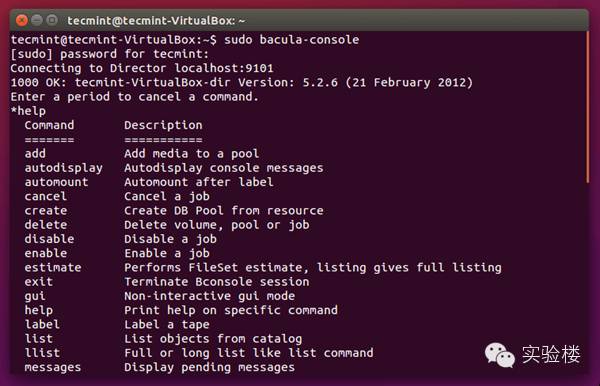 tecmint@tecmint-VirtualBox: ~
tecmint@tecmint-VirtualBox:~$ sudo bacula-console
[sudo] password for tecmint:
Connecting to Director localhost:9101
1000 OK: tecmint-VirtualBox-dir Version: 5.2.6 (21 February 2012)
Enter a period to cancel a command.
*help
Command Description
======= ===========
add Add media to a pool
autodisplay Autodisplay console messages
automount Automount after label
cancel Cancel a job
create Create DB Pool from resource
delete Delete volume, pool or job
disable Disable a job
enable Enable a job
estimate Performs FileSet estimate, listing gives full listing
exit Terminate Bconsole session
gui Non-interactive gui mode
help Print help on specific command
label Label a tape
list List objects from catalog
llist Full or long list like list command
messages Display pending messages
实验楼